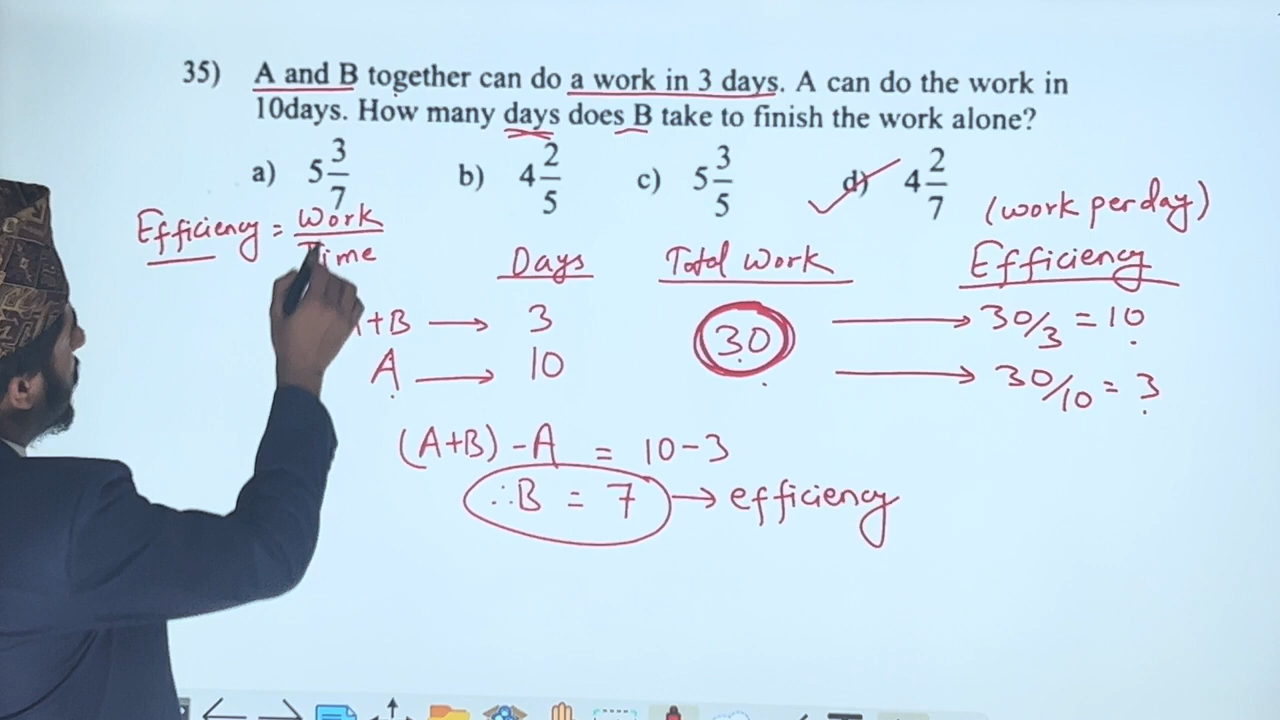 35) A and B together can do a work in 3 days. A can do the work in
10days. How many days does B take to finish the work alone?
a) 5 3/7 b) 4 2/5 c) 5 3/5 d) 4 2/7
(work per day)
Efficiency = Work/Time
Days Total Work Efficiency
+B → 3 30 → 30/3 = 10
A → 10 → 30/10 = 3
(A+B) - A = 10-3
∴B = 7 → efficiency